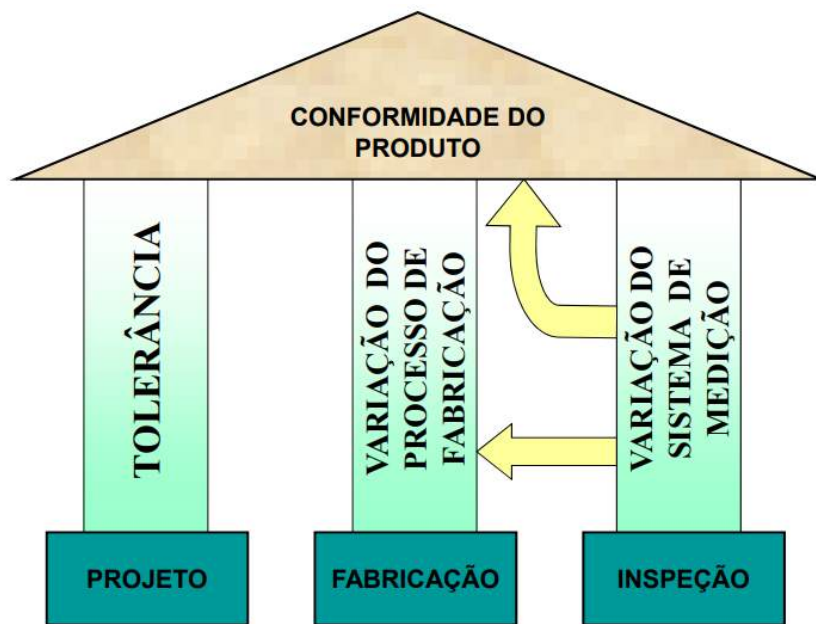 CONFORMIDADE DO
PRODUTO
TOLERÂNCIA
VARIAÇÃO DO
PROCESSO DE
FABRICAÇÃO
VARIAÇÃO DO
SISTEMA DE
MEDIÇÃO
PROJETO
FABRICAÇÃO
INSPEÇÃO